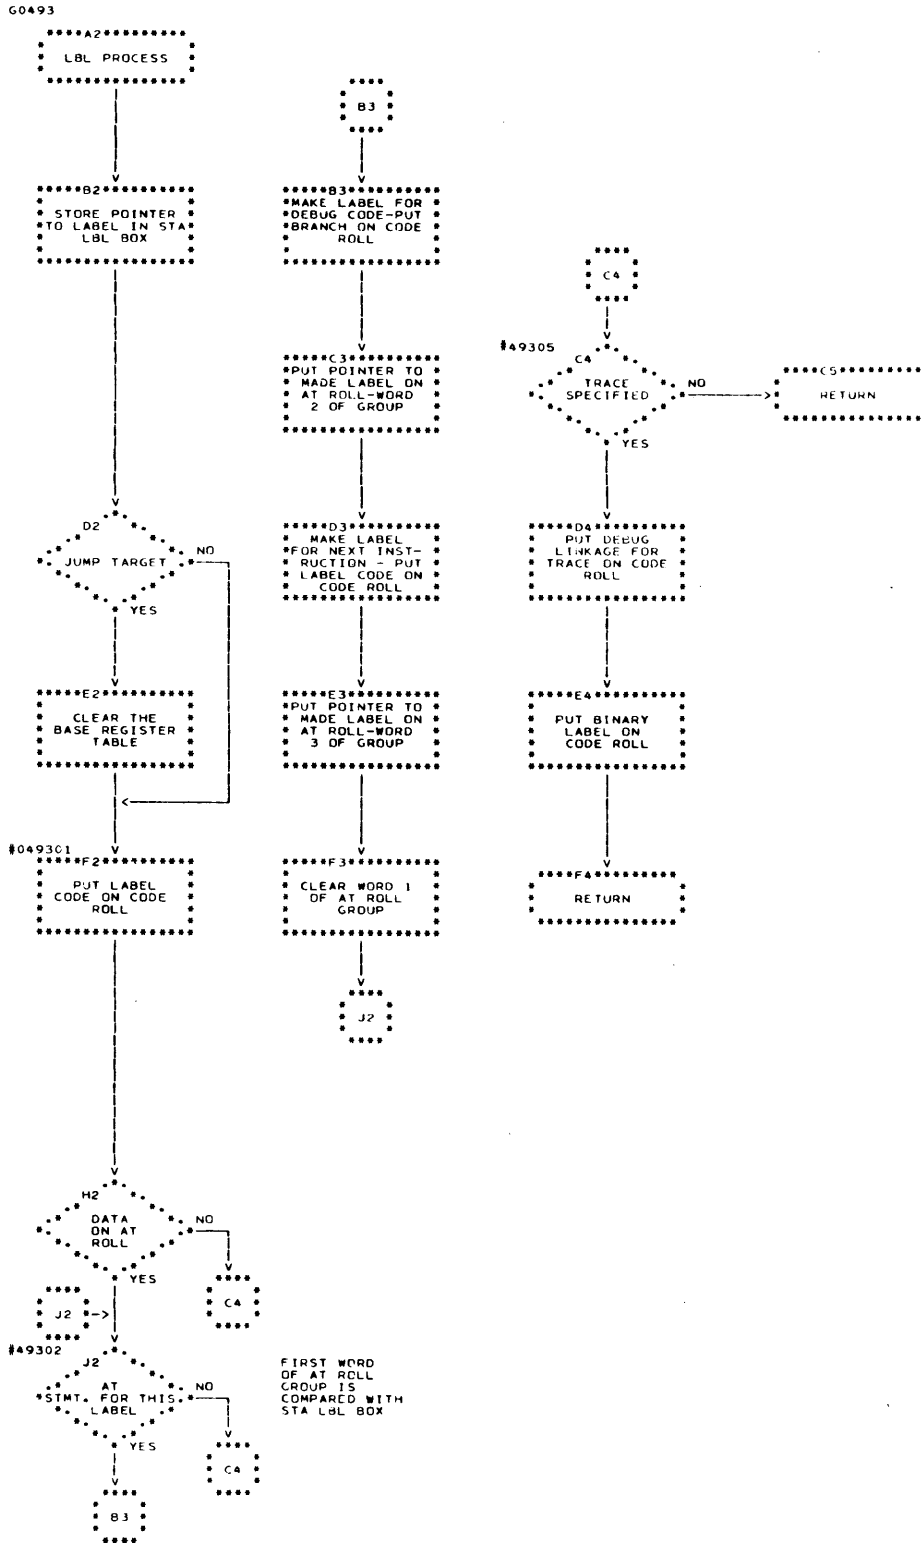 G0493
A2
LBL PROCESS
B2
STORE POINTER
TO LABEL IN STA
LBL BOX
D2
JUMP TARGET
NO
YES
E2
CLEAR THE
BASE REGISTER
TABLE
#049301
F2
PUT LABEL
CODE ON CODE
ROLL
H2
DATA
ON AT
ROLL
NO
YES
C4
J2
#49302
J2
AT
STMT. FOR THIS
LABEL
NO
YES
C4
B3
FIRST WORD
OF AT ROLL
GROUP IS
COMPARED WITH
STA LBL BOX
B3
B3
MAKE LABEL FOR
DEBUG CODE-PUT
BRANCH ON CODE
ROLL
C3
PUT POINTER TO
MADE LABEL ON
AT ROLL-WORD
2 OF GROUP
D3
MAKE LABEL
FOR NEXT INST-
RUCTION - PUT
LABEL CODE ON
CODE ROLL
E3
PUT POINTER TO
MADE LABEL ON
AT ROLL-WORD
3 OF GROUP
F3
CLEAR WORD 1
OF AT ROLL
GROUP
J2
C4
#49305
C4
TRACE
SPECIFIED
NO
YES
C5
RETURN
D4
PUT DEBUG
LINKAGE FOR
TRACE ON CODE
ROLL
E4
PUT BINARY
LABEL ON
CODE ROLL
F4
RETURN